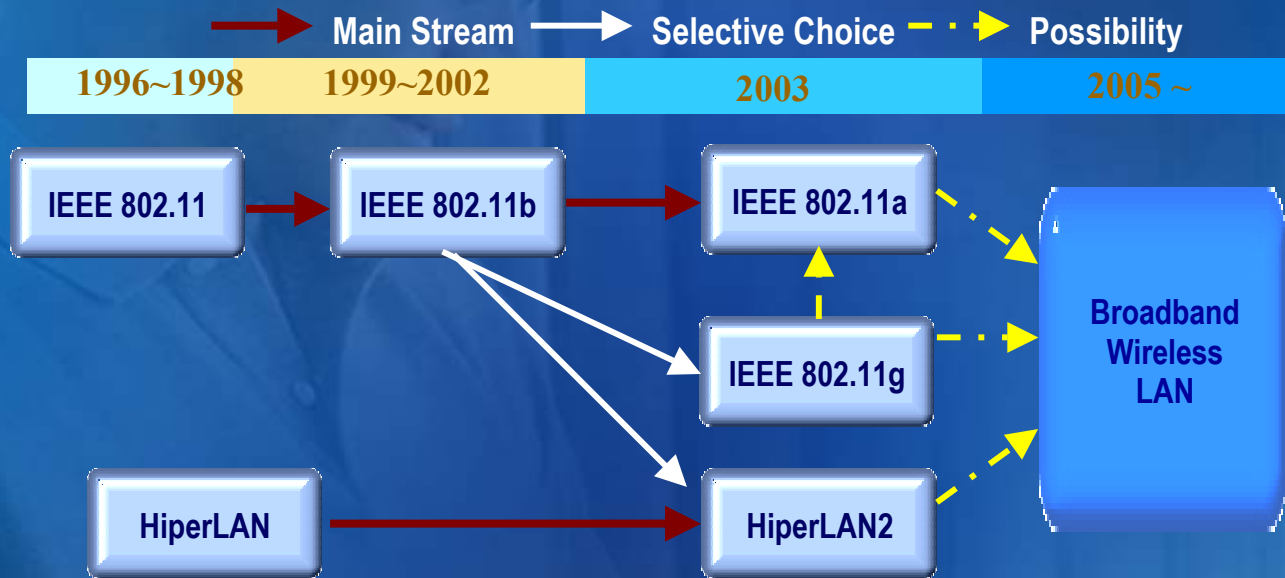 Main Stream Selective Choice Possibility
1996~1998 1999~2002 2003 2005 ~
IEEE 802.11 IEEE 802.11b IEEE 802.11a
IEEE 802.11g
Broadband
Wireless
LAN
HiperLAN HiperLAN2